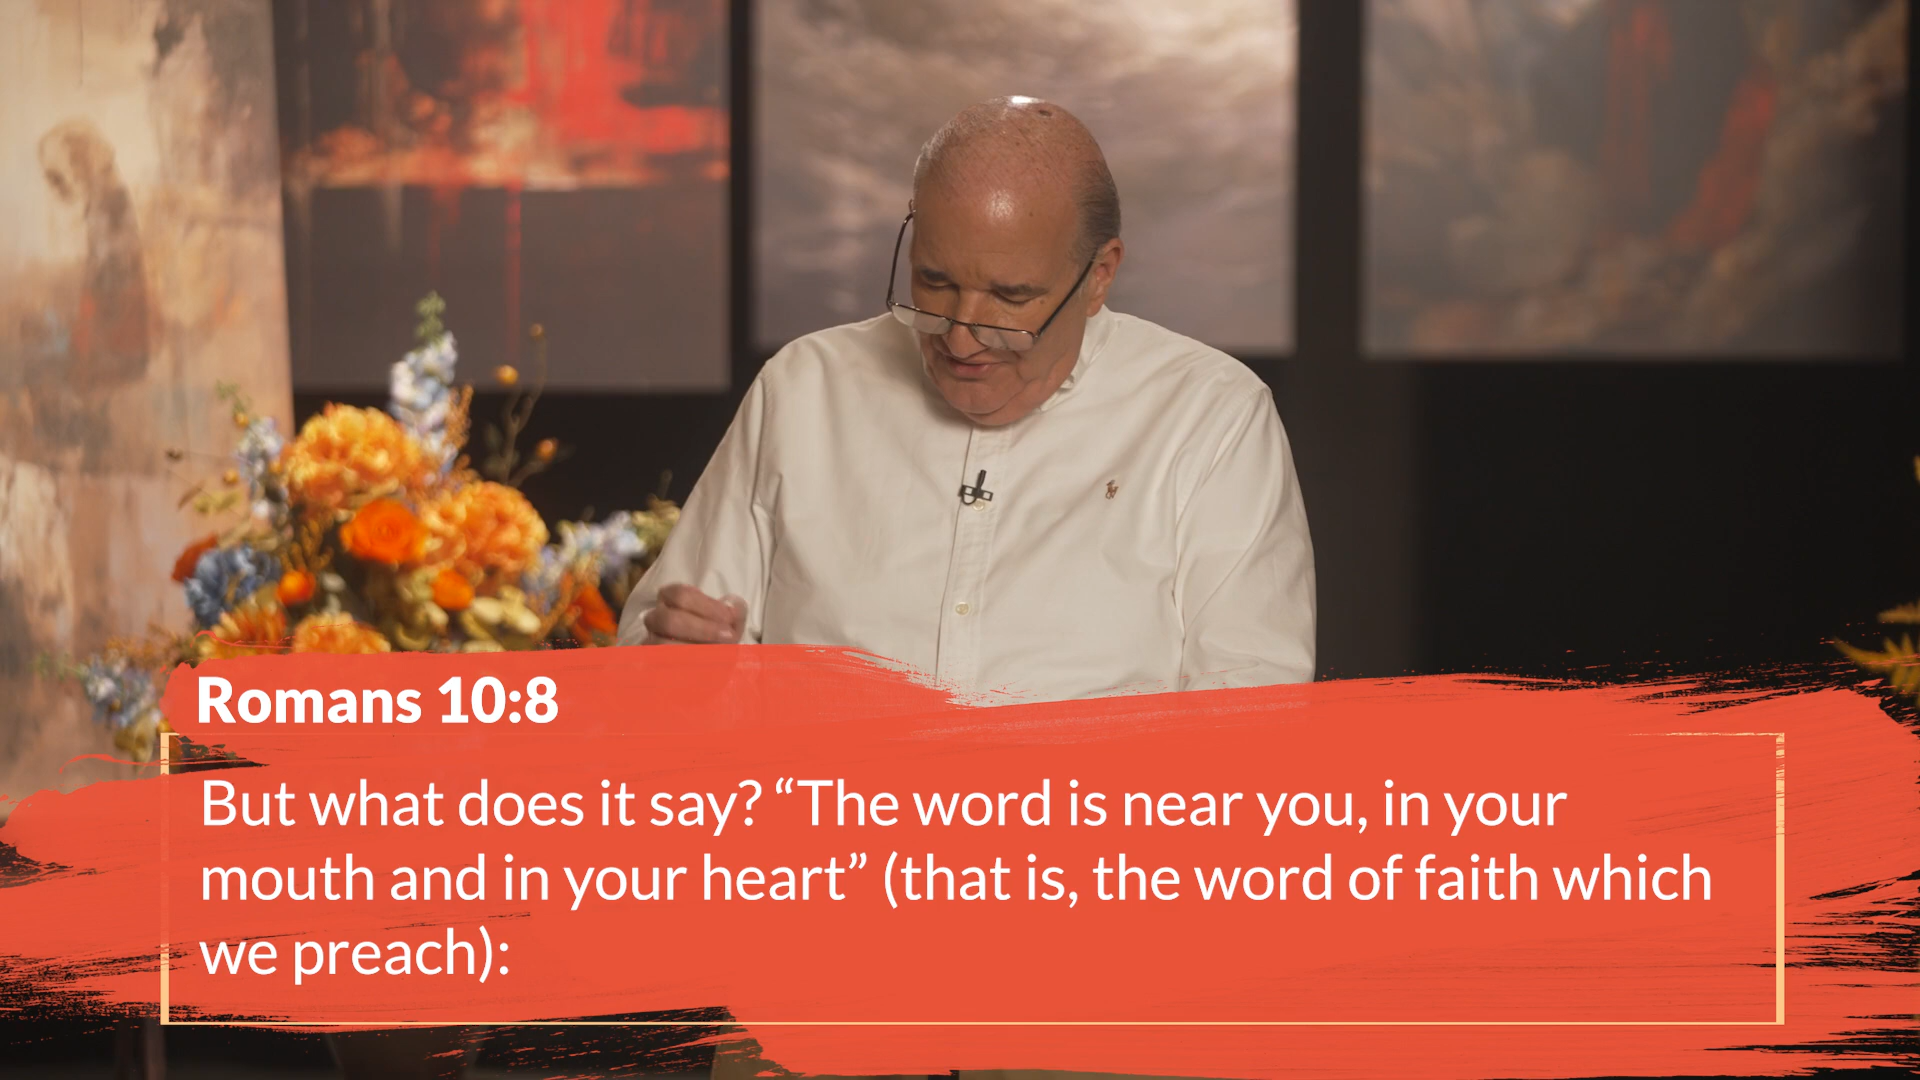 Romans 10:8
But what does it say? “The word is near you, in your
mouth and in your heart” (that is, the word of faith which
we preach):